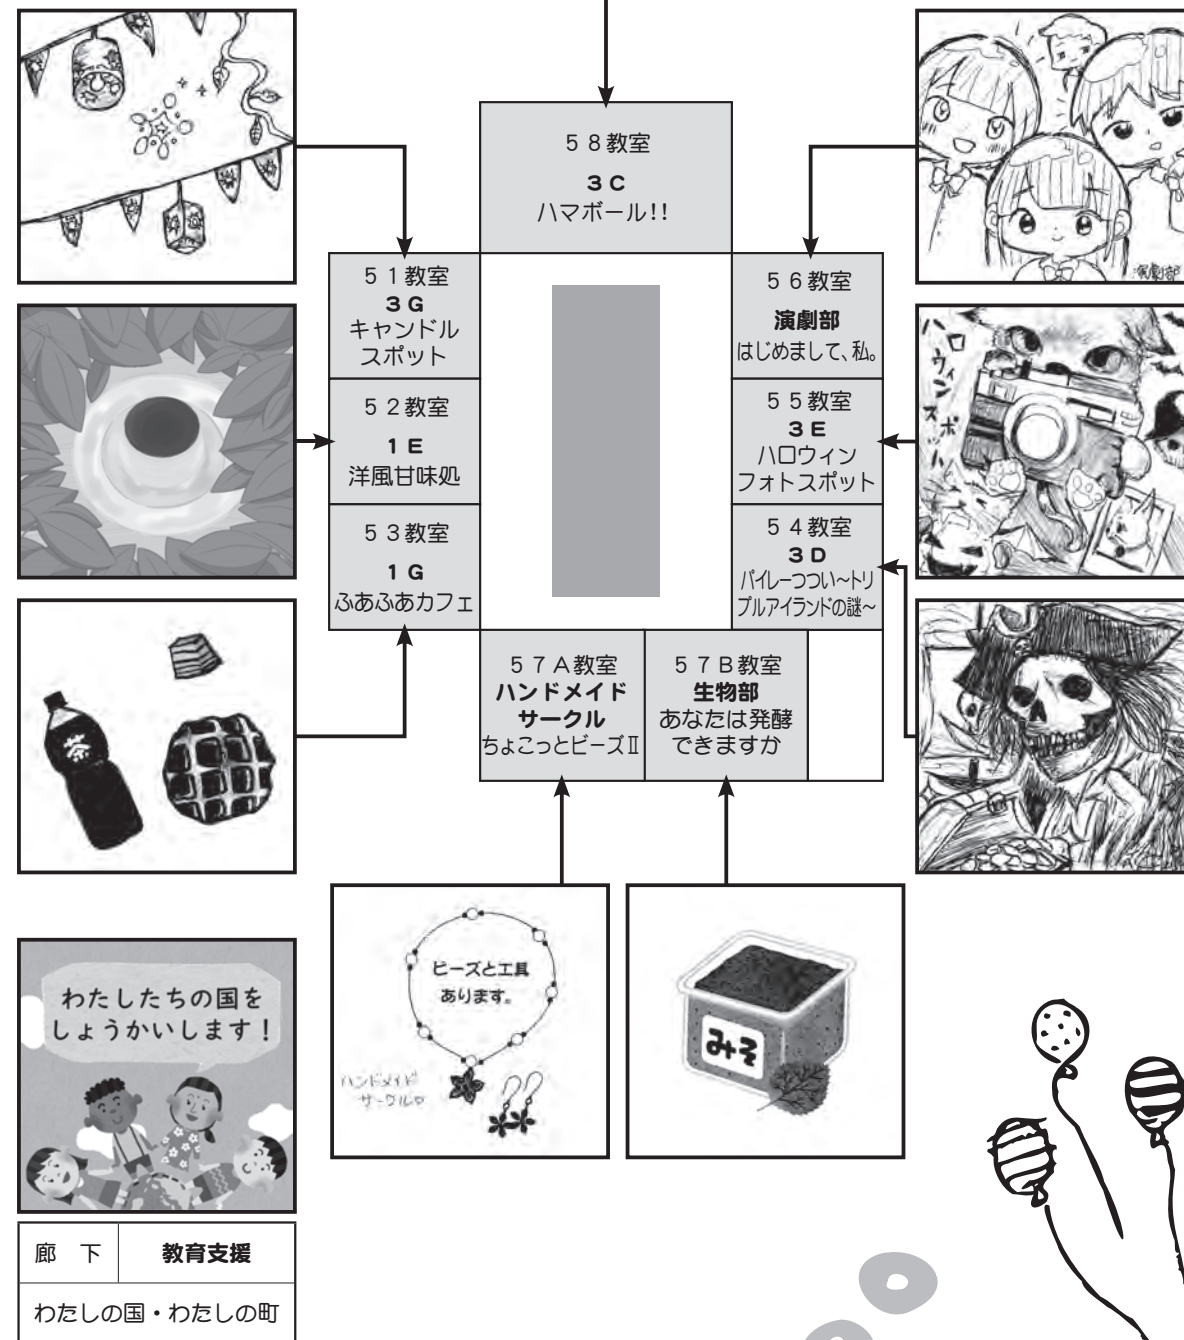 58教室
3C
ハマボール!!
51教室
3G
キャンドル
スポット
52教室
1E
洋風甘味処
53教室
1G
ふあふあカフェ
56教室
演劇部
はじめまして、私。
55教室
3E
ハロウィン
フォトスポット
54教室
3D
パイレーつつい~トリ
プルアイランドの謎~
57A教室
ハンドメイド
サークル
ちょこっとビーズⅡ
57B教室
生物部
あなたは発酵
できますか
演劇部
茶
ビーズと工具
あります。
ハンドメイド
サークル♡
みそ
わたしたちの国を
しょうかいします!
廊 下
教育支援
わたしの国・わたしの町